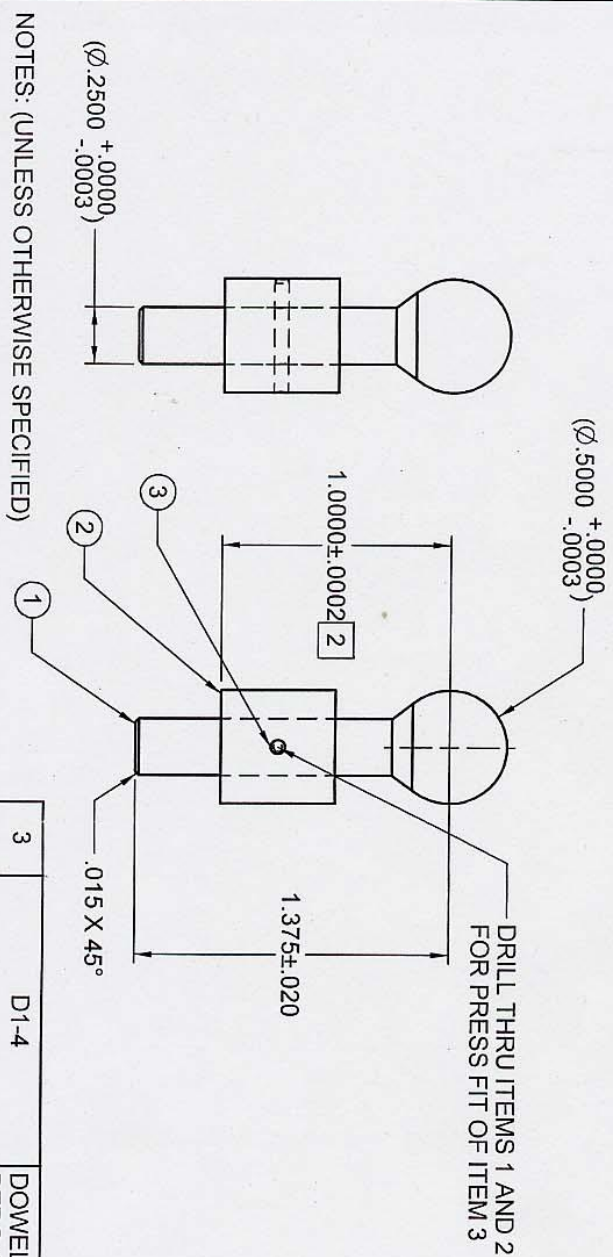 (Ø.5000 +.0000
-.0003)
DRILL THRU ITEMS 1 AND 2
FOR PRESS FIT OF ITEM 3
(Ø.2500 +.0000
-.0003)
1.0000±.0002 2
1.375±.020
3
2
1
.015 X 45°
NOTES: (UNLESS OTHERWISE SPECIFIED)
3
D1-4
DOWEL